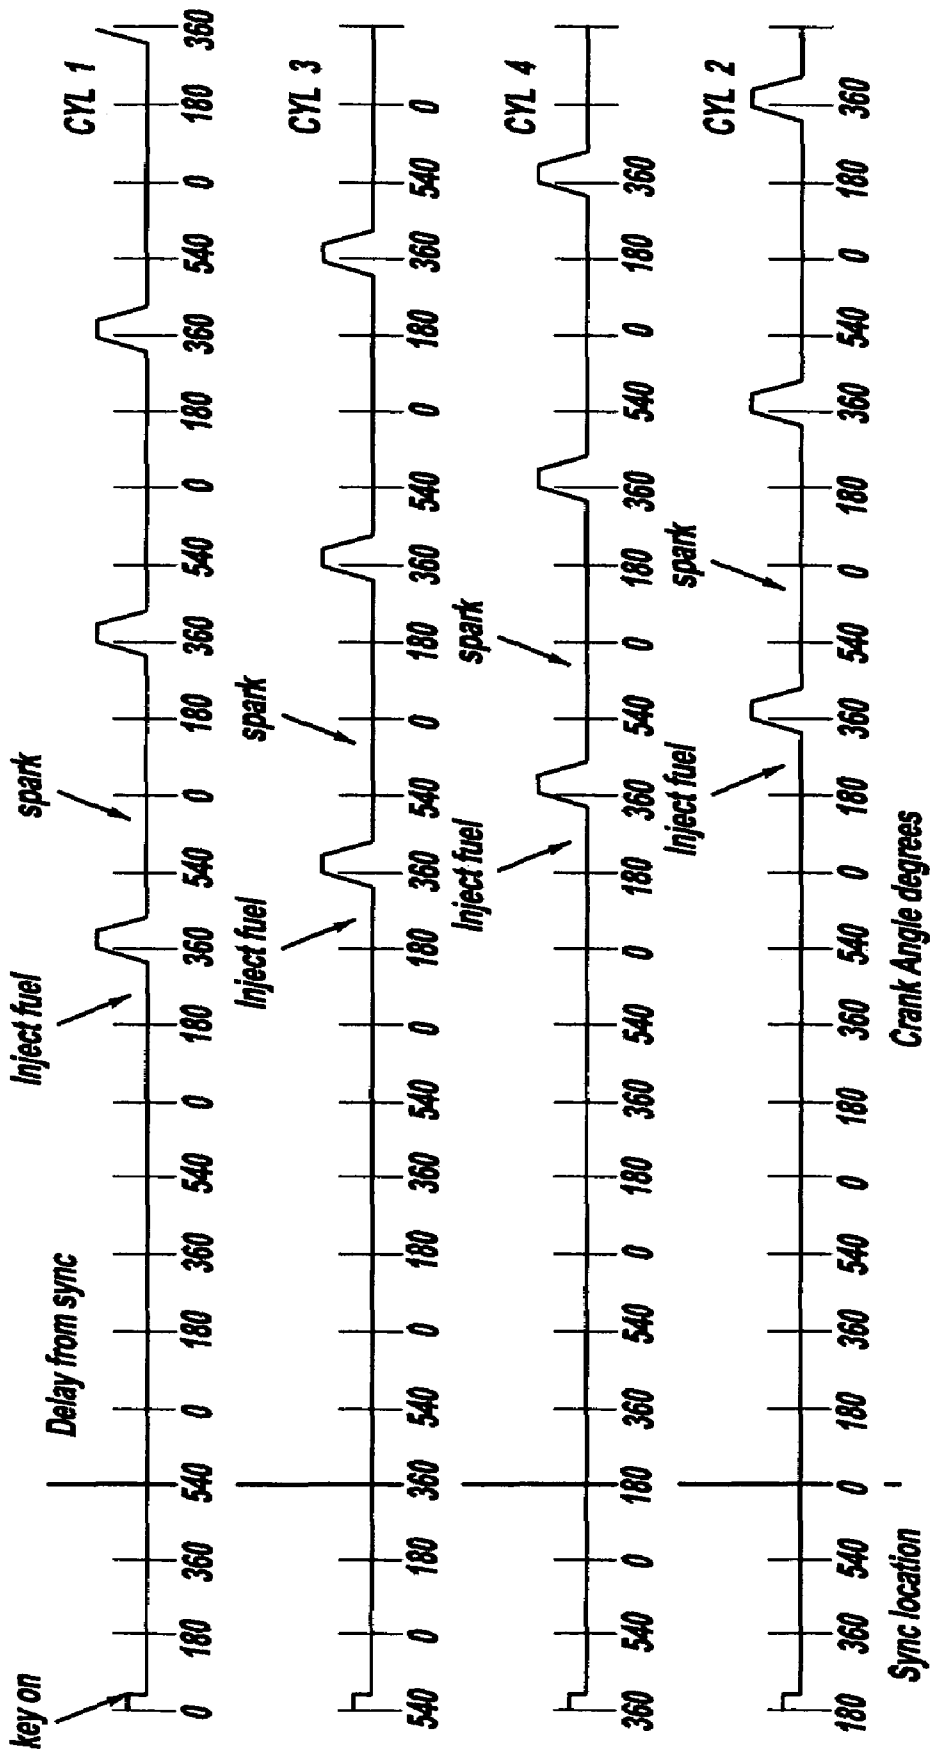 key on
Delay from sync
Inject fuel
spark
CYL 1
0 180 360 540 0 180 360 540 0 180 360 540 0 180 360 540 0 180 360 540 0 180 360
Inject fuel
spark
CYL 3
540 0 180 360 540 0 180 360 540 0 180 360 540 0 180 360 540 0 180 360 540 0
Inject fuel
spark
CYL 4
360 540 0 180 360 540 0 180 360 540 0 180 360 540 0 180 360 540 0 180 360
Inject fuel
spark
CYL 2
180 360 540 0 180 360 540 0 180 360 540 0 180 360 540 0 180 360 540 0 180 360
Sync location
Crank Angle degrees